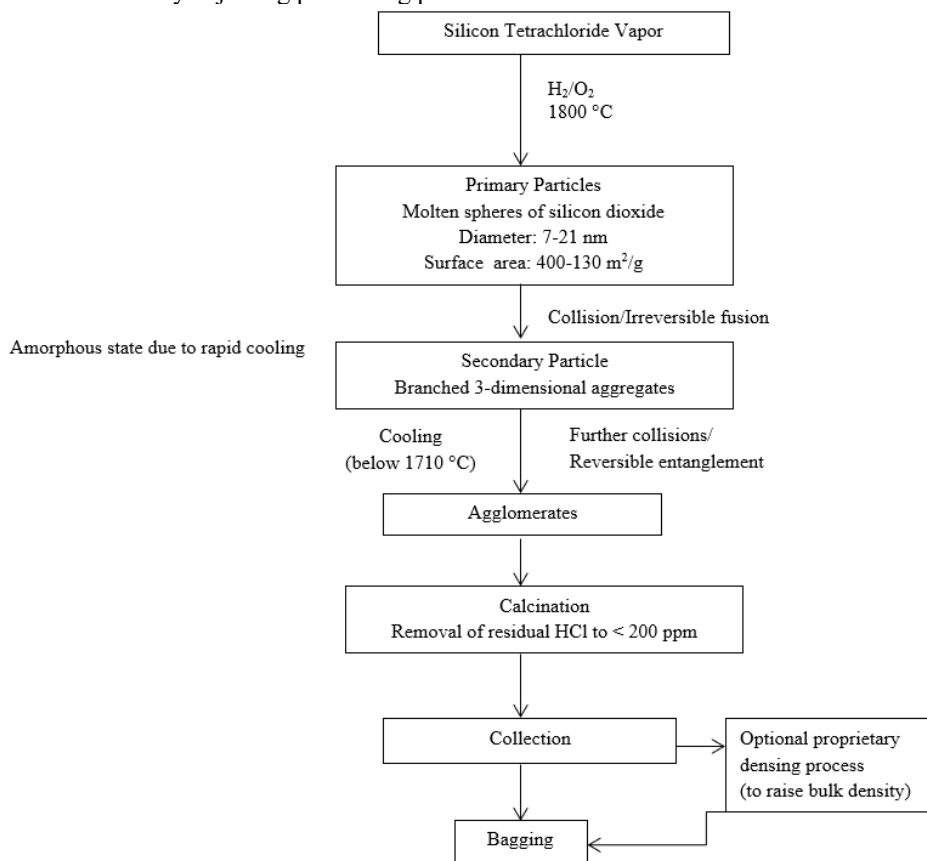 Silicon Tetrachloride Vapor
H₂/O₂
1800 °C
Primary Particles
Molten spheres of silicon dioxide
Diameter: 7-21 nm
Surface area: 400-130 m²/g
Collision/Irreversible fusion
Amorphous state due to rapid cooling
Secondary Particle
Branched 3-dimensional aggregates
Cooling
(below 1710 °C)
Further collisions/
Reversible entanglement
Agglomerates
Calcination
Removal of residual HCl to < 200 ppm
Collection
Optional proprietary
densing process
(to raise bulk density)
Bagging